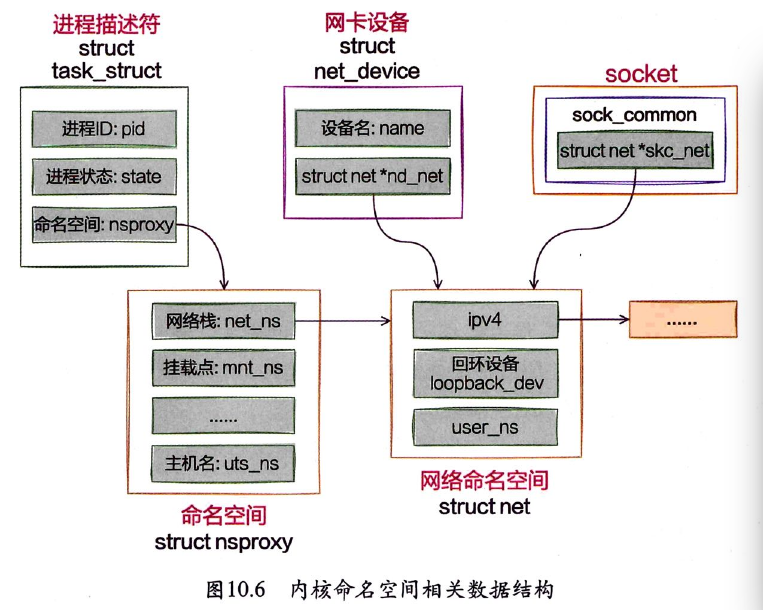 进程描述符
struct
task_struct
进程ID: pid
进程状态: state
命名空间: nsproxy
网卡设备
struct
net_device
设备名: name
struct net *nd_net
socket
sock_common
struct net *skc_net
网络栈: net_ns
挂载点: mnt_ns
......
主机名: uts_ns
命名空间
struct nsproxy
ipv4
回环设备
loopback_dev
user_ns
网络命名空间
struct net
......
图10.6 内核命名空间相关数据结构